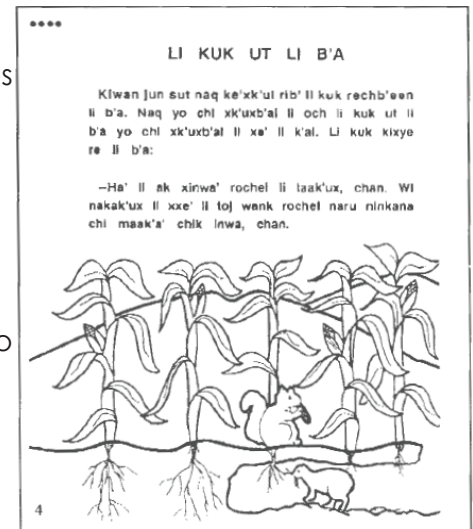 S
O
LI KUK UT LI B'A
Kiwan jun sut naq ke'xk'ul rib' li kuk rechb'een
li b'a. Naq yo chi xk'uxb'al li och li kuk ut li
b'a yo chi xk'uxb'al li xe' li k'al. Li kuk kixye
re li b'a:
—Ha' li ak xinwa' rochel li taak'ux, chan. Wi
nakak'ux li xxe' li toj wank rochel naru ninkana
chi maak'a' chik inwa, chan.
4